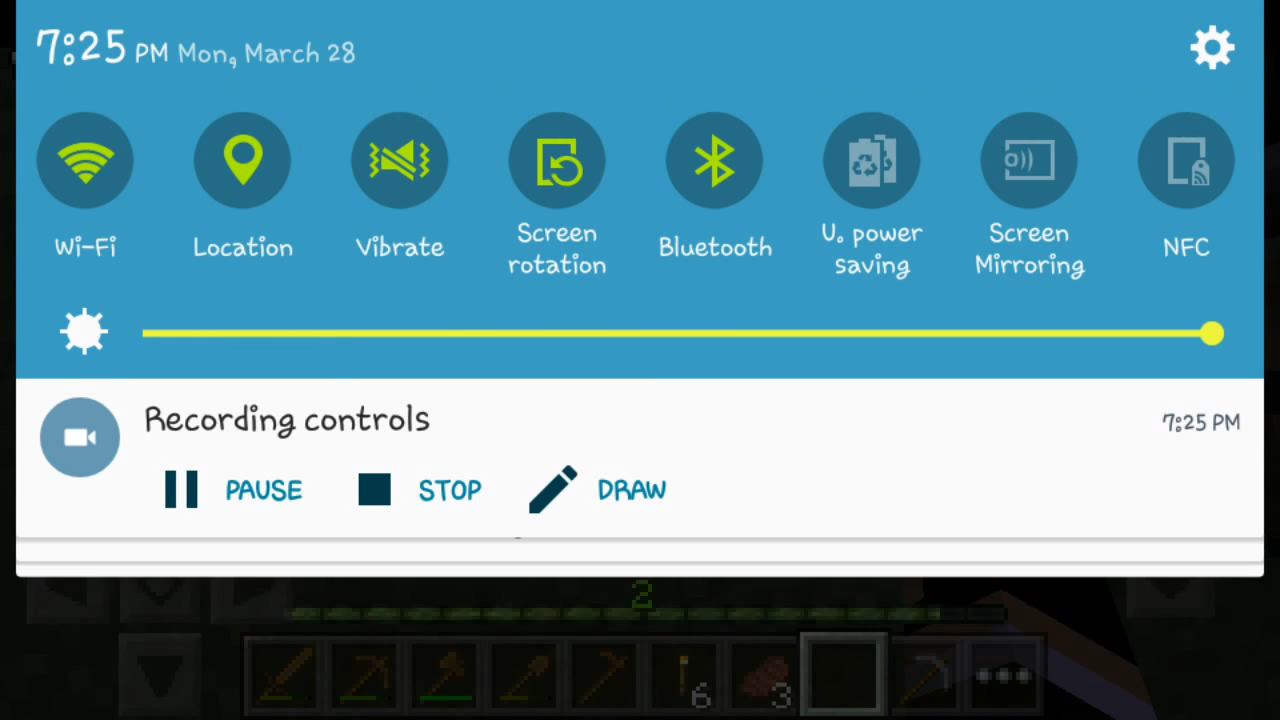 7:25 PM Mon, March 28
Wi-Fi
Location
Vibrate
Screen
rotation
Bluetooth
U. power
saving
Screen
Mirroring
NFC
Recording controls
7:25 PM
PAUSE
STOP
DRAW
2
6
3